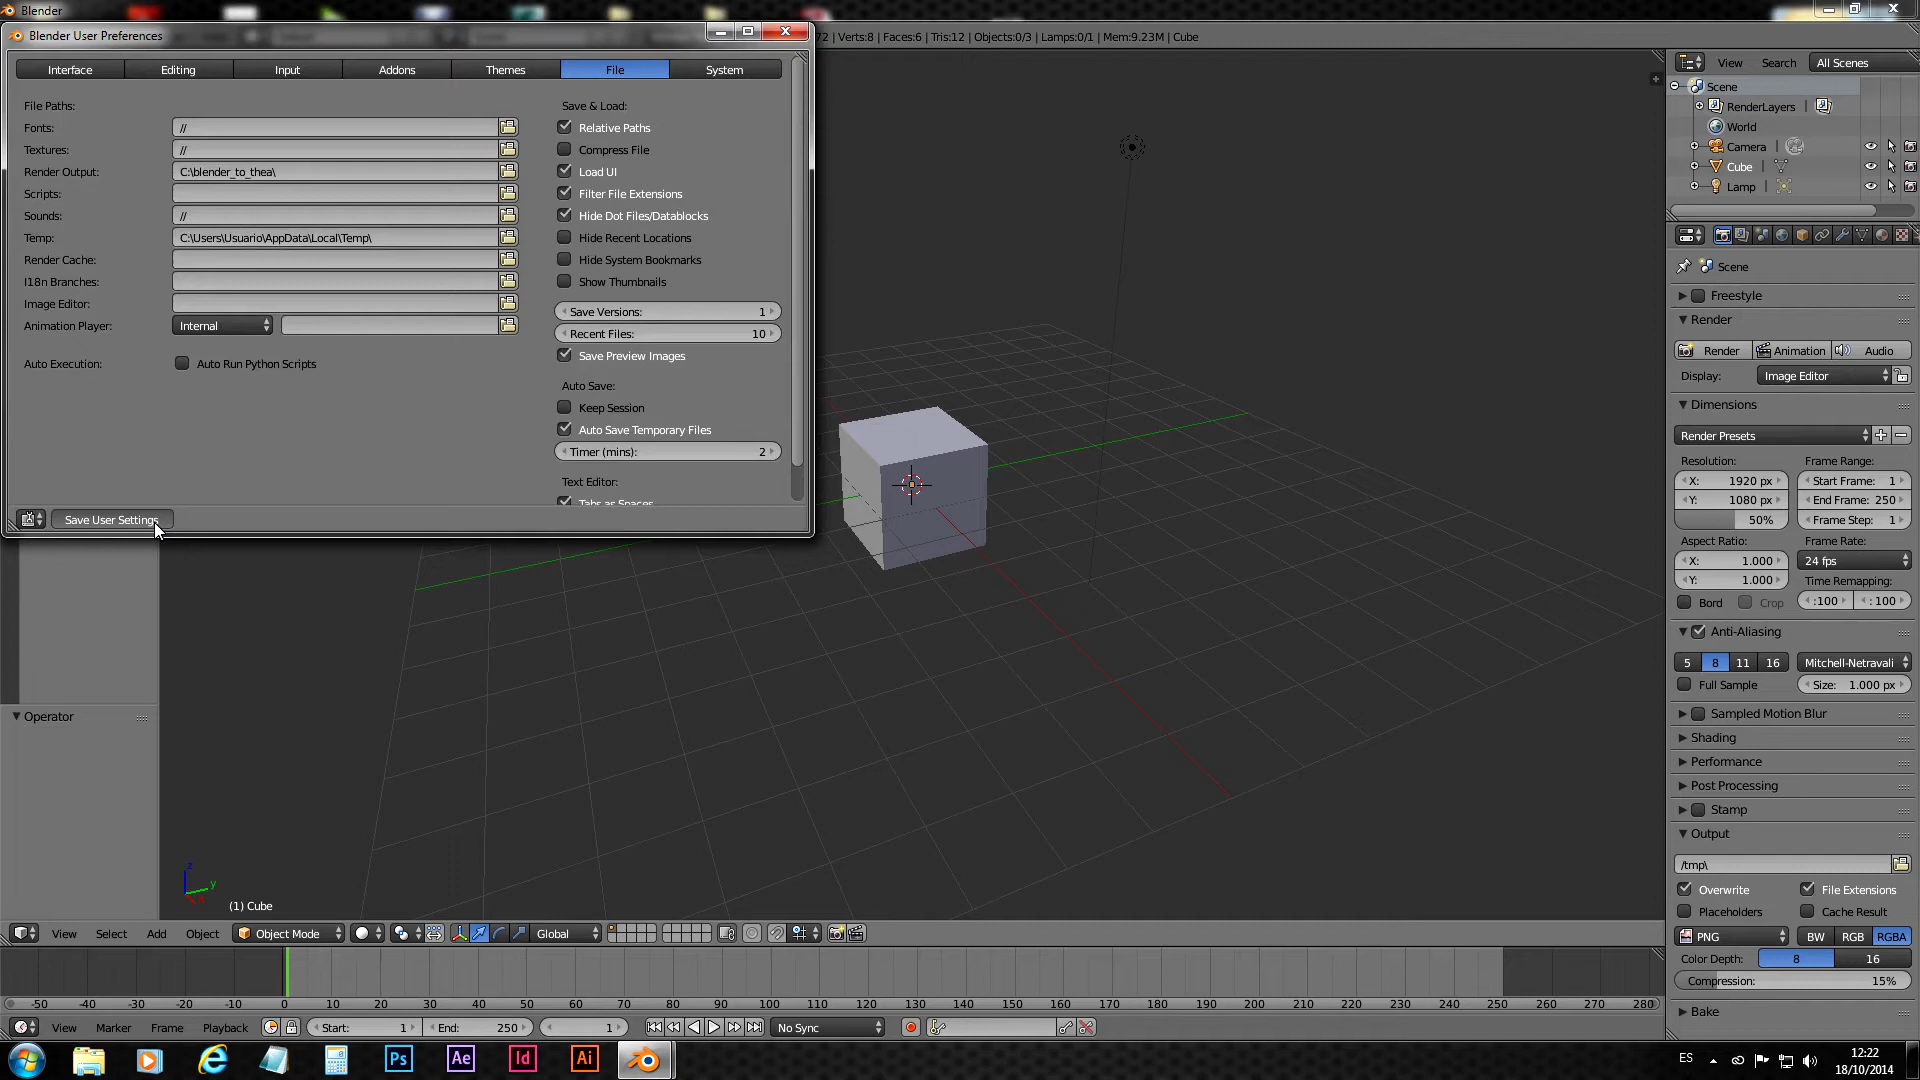 Blender
Blender User Preferences
72 | Verts:8 | Faces:6 | Tris:12 | Objects:0/3 | Lamps:0/1 | Mem:9.23M | Cube
Interface
Editing
Input
Addons
Themes
File
System
File Paths:
Fonts: //
Textures: //
Render Output: C:\blender_to_thea\
Scripts:
Sounds: //
Temp: C:\Users\Usuario\AppData\Local\Temp\
Render Cache:
I18n Branches:
Image Editor:
Animation Player: Internal
Auto Execution: Auto Run Python Scripts
Save & Load:
Relative Paths
Compress File
Load UI
Filter File Extensions
Hide Dot Files/Datablocks
Hide Recent Locations
Hide System Bookmarks
Show Thumbnails
Save Versions: 1
Recent Files: 10
Save Preview Images
Auto Save:
Keep Session
Auto Save Temporary Files
Timer (mins): 2
Text Editor:
Tabs as Spaces
Save User Settings
Operator
z
y
x
(1) Cube
View Select Add Object Object Mode Global
-50 -40 -30 -20 -10 0 10 20 30 40 50 60 70 80 90 100 110 120 130 140 150 160 170 180 190 200 210 220 230 240 250 260 270 280
View Marker Frame Playback Start: 1 End: 250 1 No Sync
View Search All Scenes
Scene
RenderLayers |
World
Camera |
Cube |
Lamp |
Scene
Freestyle
Render
Render Animation Audio
Display: Image Editor
Dimensions
Render Presets
Resolution: Frame Range:
X: 1920 px Start Frame: 1
Y: 1080 px End Frame: 250
50% Frame Step: 1
Aspect Ratio: Frame Rate:
X: 1.000 24 fps
Y: 1.000 Time Remapping:
Bord Crop :100 : 100
Anti-Aliasing
5 8 11 16 Mitchell-Netravali
Full Sample Size: 1.000 px
Sampled Motion Blur
Shading
Performance
Post Processing
Stamp
Output
/tmp\
Overwrite File Extensions
Placeholders Cache Result
PNG BW RGB RGBA
Color Depth: 8 16
Compression: 15%
Bake
Ps Ae Id Ai
ES
12:22
18/10/2014